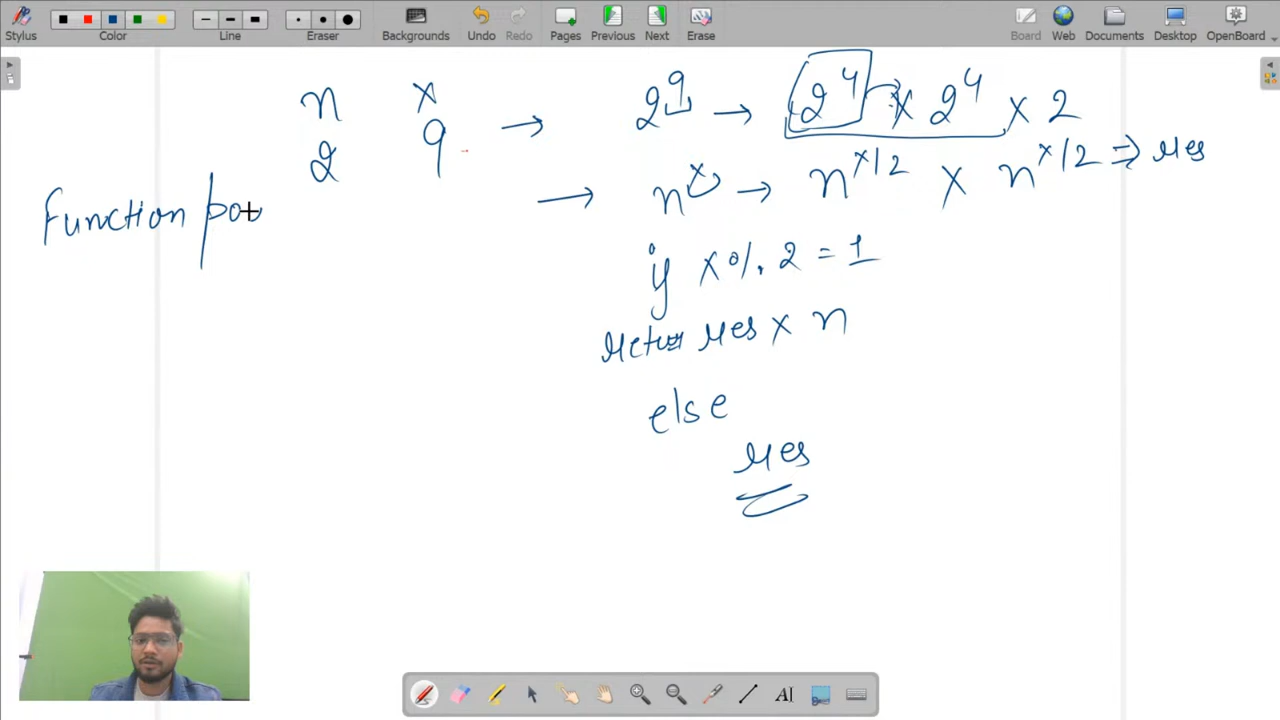 Stylus Color Line Eraser Backgrounds Undo Redo Pages Previous Next Erase Board Web Documents Desktop OpenBoard
n x → 2^9 → 2^4 × 2^4 × 2
2 9
→ n^x → n^x/2 × n^x/2 ⇒ res
Function pow
if x % 2 = 1
return res × n
else
res
AI